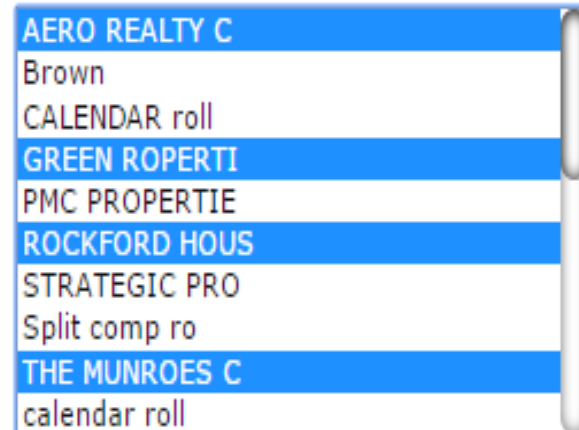 AERO REALTY C
Brown
CALENDAR roll
GREEN ROPERTI
PMC PROPERTIE
ROCKFORD HOUS
STRATEGIC PRO
Split comp ro
THE MUNROES C
calendar roll